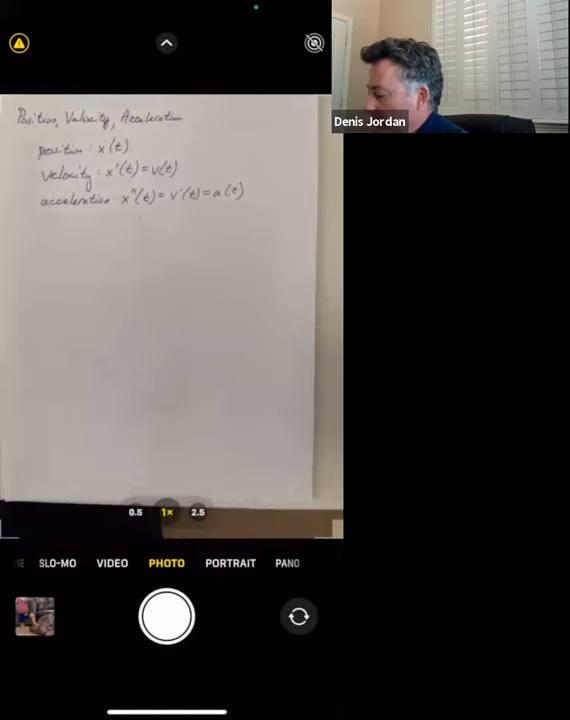 Denis Jordan
Position, Velocity, Acceleration
position : x(t)
velocity : x'(t) = v(t)
acceleration : x''(t) = v'(t) = a(t)
0.5 1× 2.5
SLO-MO VIDEO PHOTO PORTRAIT PANO